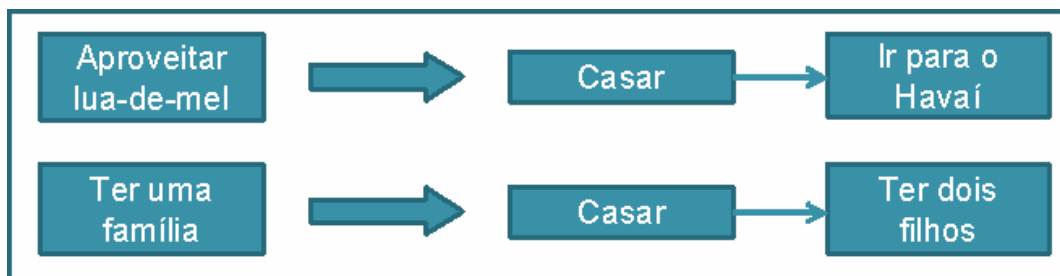 Aproveitar
lua-de-mel
Casar
Ir para o
Havaí
Ter uma
família
Casar
Ter dois
filhos